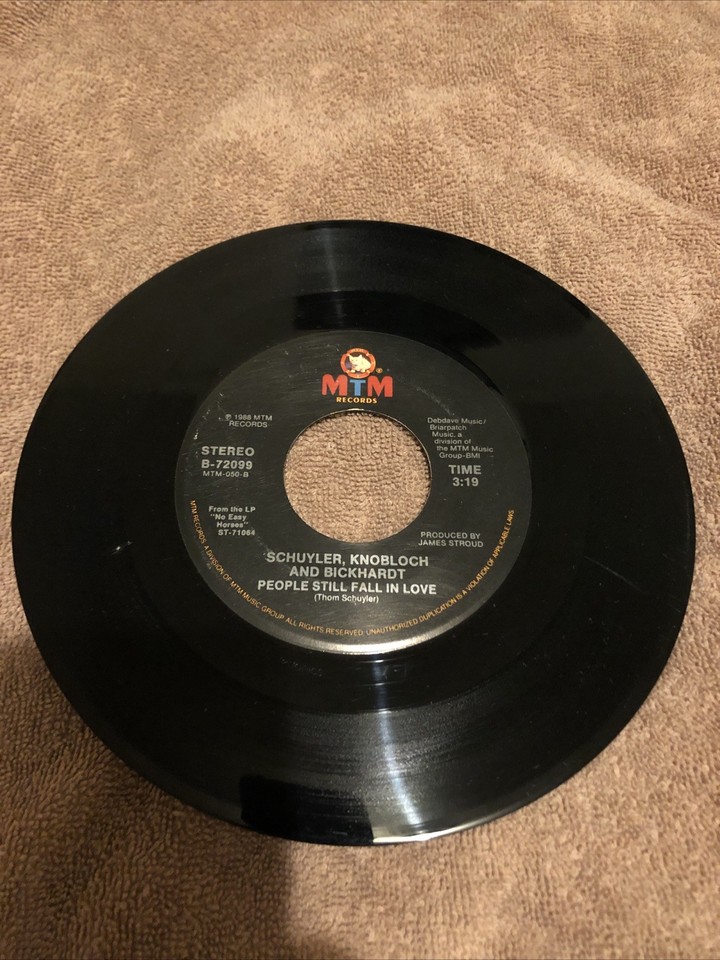 MTM
RECORDS
℗ 1988 MTM
RECORDS
STEREO
B-72099
MTM-050-B
From the LP
"No Easy
Horses"
ST-71064
Debdave Music/
Briarpatch
Music, a
division of
the MTM Music
Group-BMI
TIME
3:19
PRODUCED BY
JAMES STROUD
SCHUYLER, KNOBLOCH
AND BICKHARDT
PEOPLE STILL FALL IN LOVE
(Thom Schuyler)
MTM RECORDS, A DIVISION OF MTM MUSIC GROUP. ALL RIGHTS RESERVED. UNAUTHORIZED DUPLICATION IS A VIOLATION OF APPLICABLE LAWS